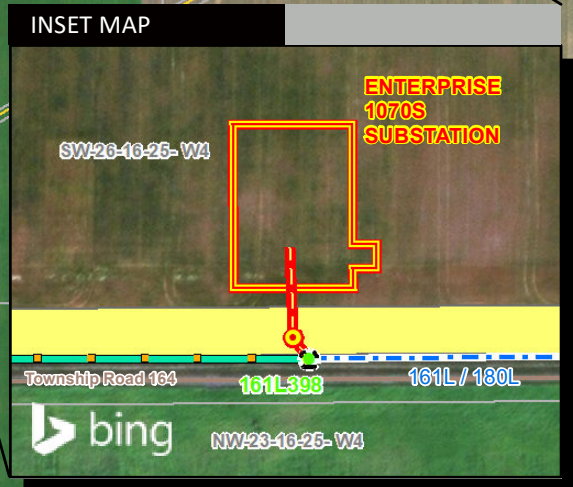 INSET MAP
ENTERPRISE
1070S
SUBSTATION
SW-26-16-25- W4
Township Road 164
161L398
161L / 180L
bing
NW-23-16-25- W4